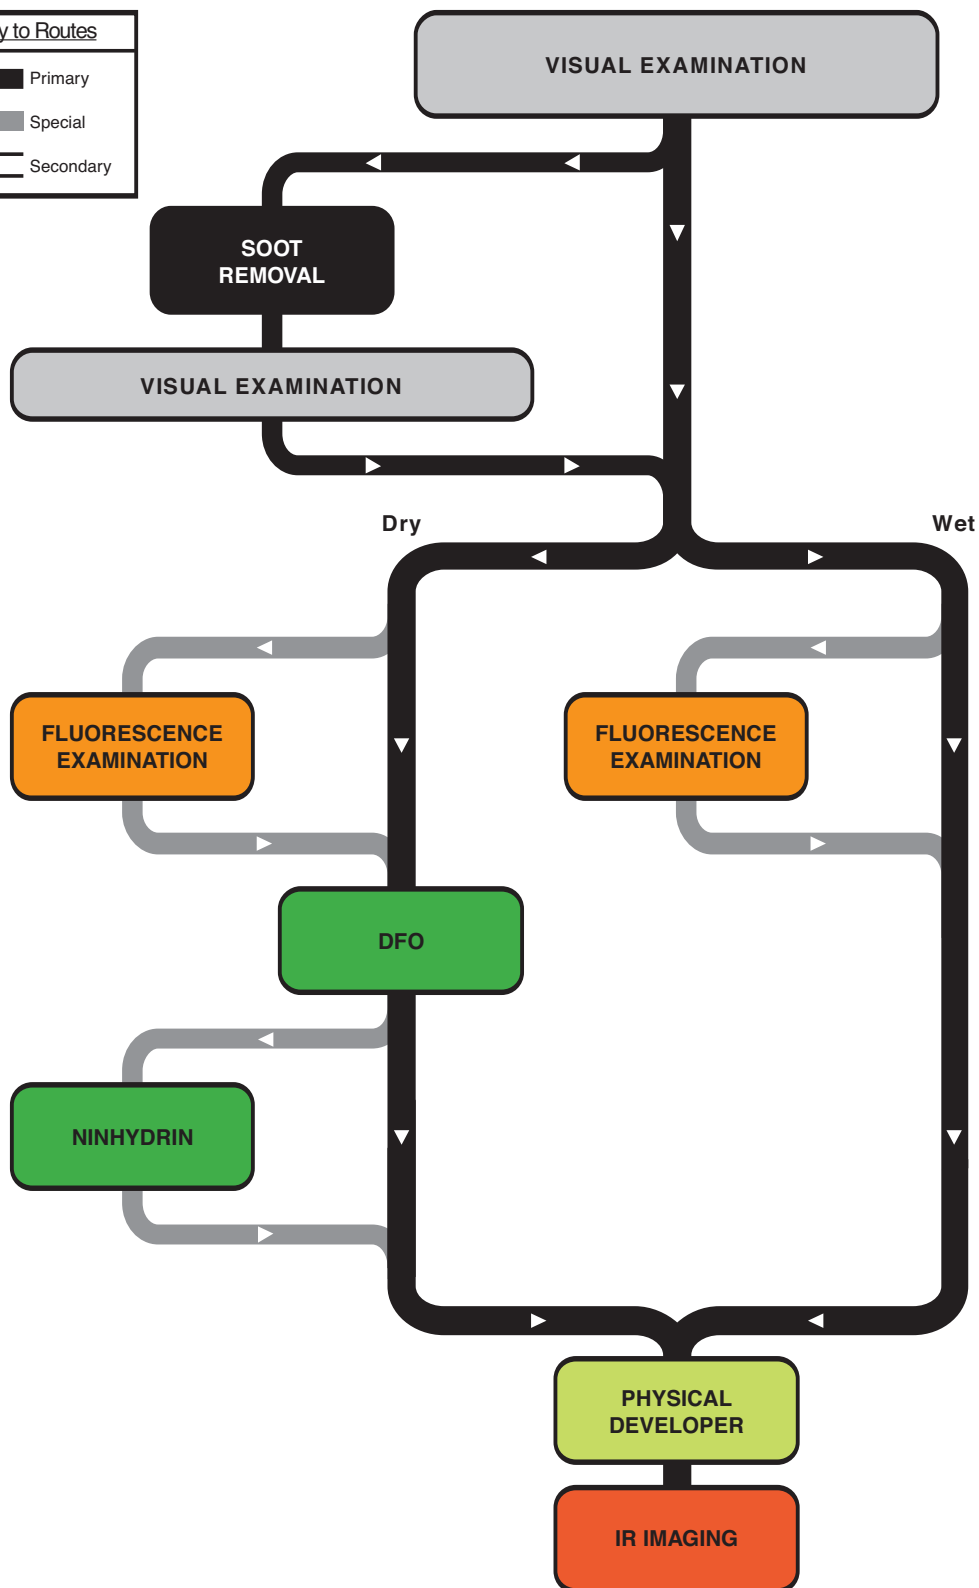 y to Routes
Primary
Special
Secondary
VISUAL EXAMINATION
SOOT
REMOVAL
VISUAL EXAMINATION
Dry
Wet
FLUORESCENCE
EXAMINATION
FLUORESCENCE
EXAMINATION
DFO
NINHYDRIN
PHYSICAL
DEVELOPER
IR IMAGING